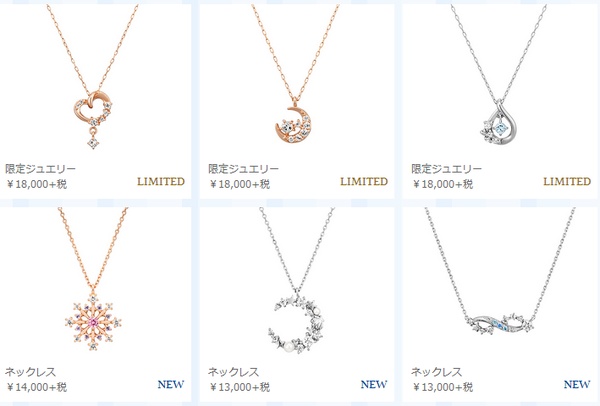 限定ジュエリー
￥18,000+税 LIMITED
限定ジュエリー
￥18,000+税 LIMITED
限定ジュエリー
￥18,000+税 LIMITED
ネックレス
￥14,000+税 NEW
ネックレス
￥13,000+税 NEW
ネックレス
￥13,000+税 NEW